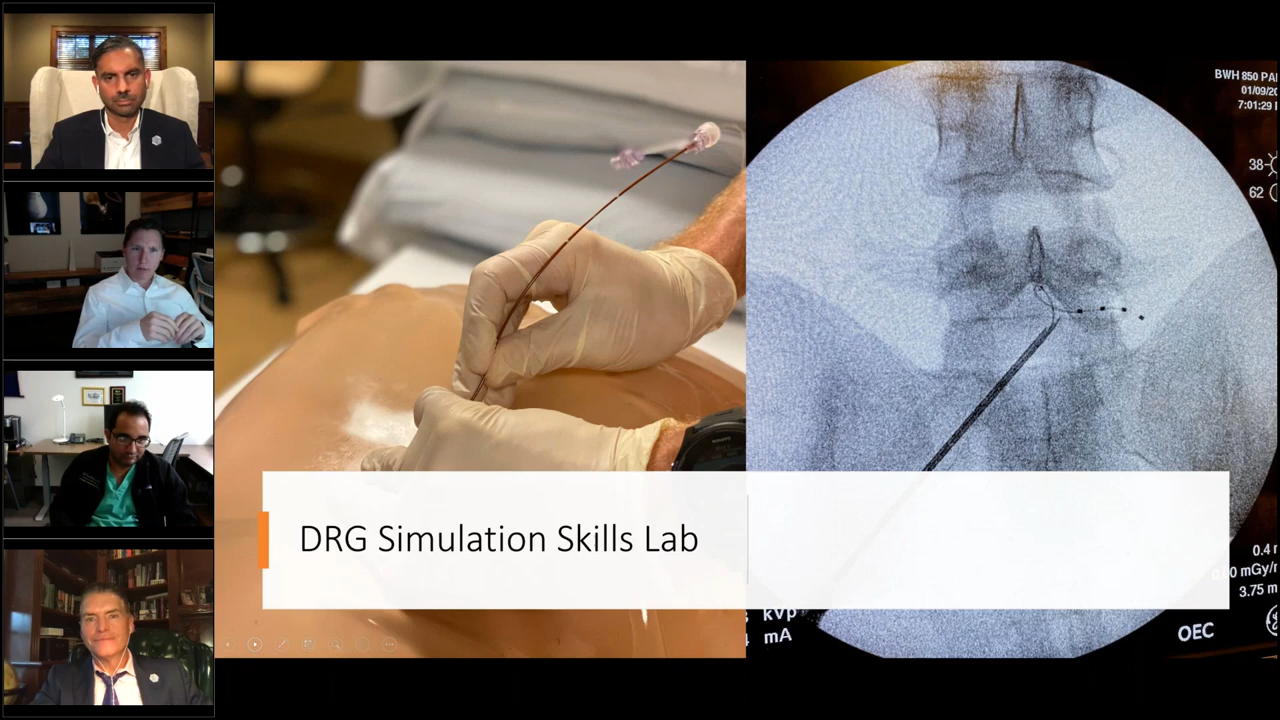 DRG Simulation Skills Lab
BWH 850 PA
01/09/20
7:01:29
38
62
0.4
mGy/r
3.75 m
kVp
mA
OEC